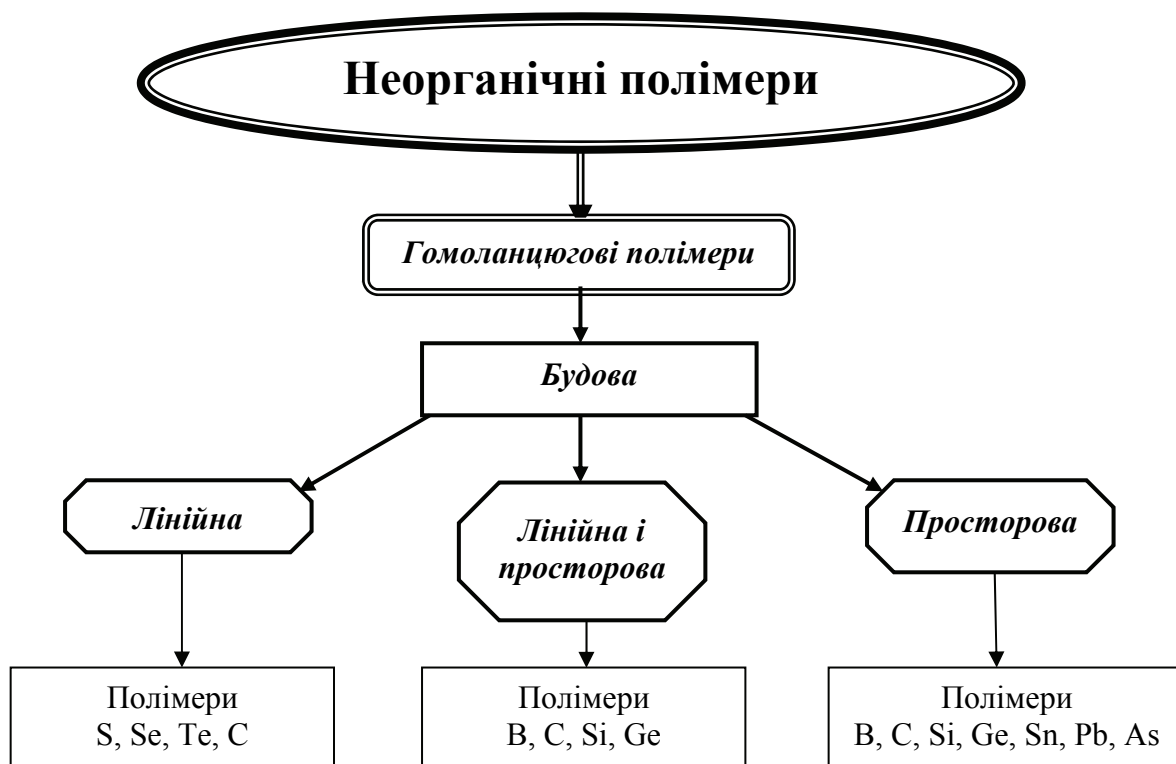 Неорганічні полімери
Гомоланцюгові полімери
Будова
Лінійна
Лінійна і
просторова
Просторова
Полімери
S, Se, Te, C
Полімери
B, C, Si, Ge
Полімери
B, C, Si, Ge, Sn, Pb, As